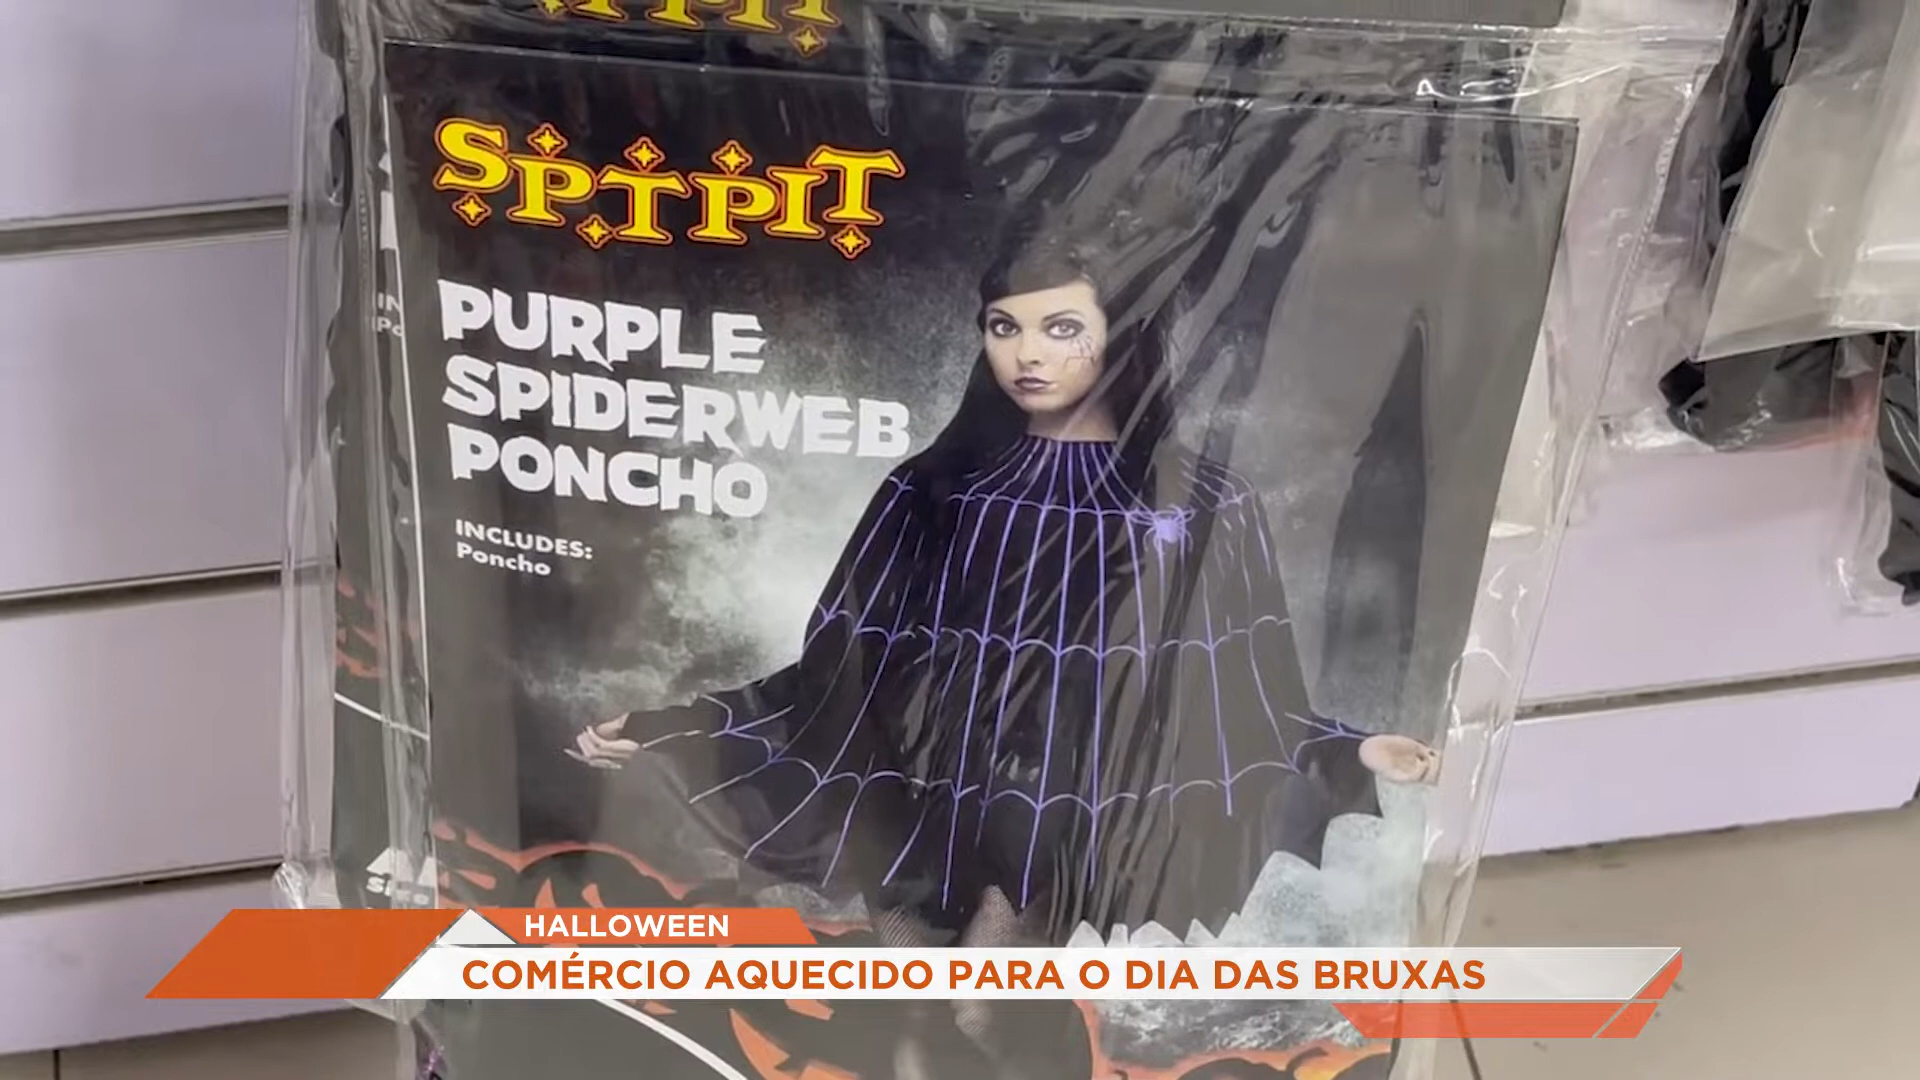 SPTPIT
PURPLE
SPIDERWEB
PONCHO
INCLUDES:
Poncho
HALLOWEEN
COMÉRCIO AQUECIDO PARA O DIA DAS BRUXAS